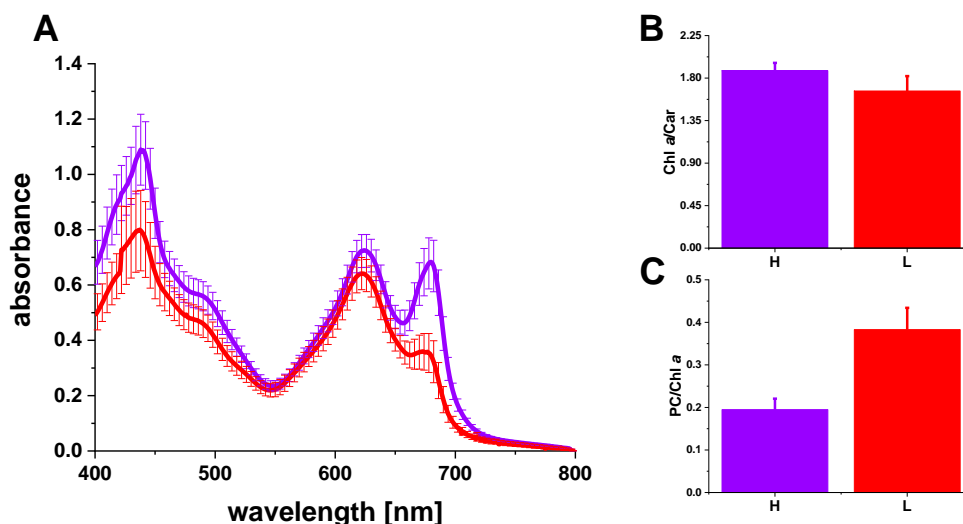 A
1.4
1.2
1.0
0.8
0.6
0.4
0.2
0.0
absorbance
400 500 600 700 800
wavelength [nm]
B
2.25
1.80
1.35
0.90
0.45
0.00
Chl a/Car
H L
C
0.5
0.4
0.3
0.2
0.1
0.0
PC/Chl a
H L